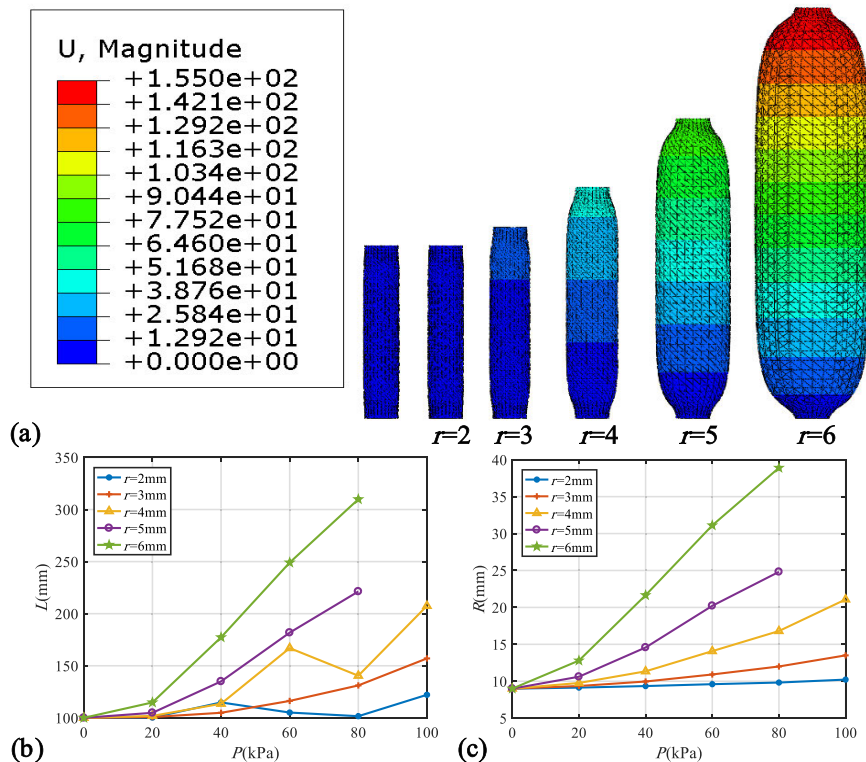 U, Magnitude
+1.550e+02
+1.421e+02
+1.292e+02
+1.163e+02
+1.034e+02
+9.044e+01
+7.752e+01
+6.460e+01
+5.168e+01
+3.876e+01
+2.584e+01
+1.292e+01
+0.000e+00
(a)
r=2 r=3 r=4 r=5 r=6
350
300
250
200
150
100
L(mm)
r=2mm
r=3mm
r=4mm
r=5mm
r=6mm
0 20 40 60 80 100
P(kPa)
(b)
40
35
30
25
20
15
10
5
R(mm)
r=2mm
r=3mm
r=4mm
r=5mm
r=6mm
0 20 40 60 80 100
P(kPa)
(c)